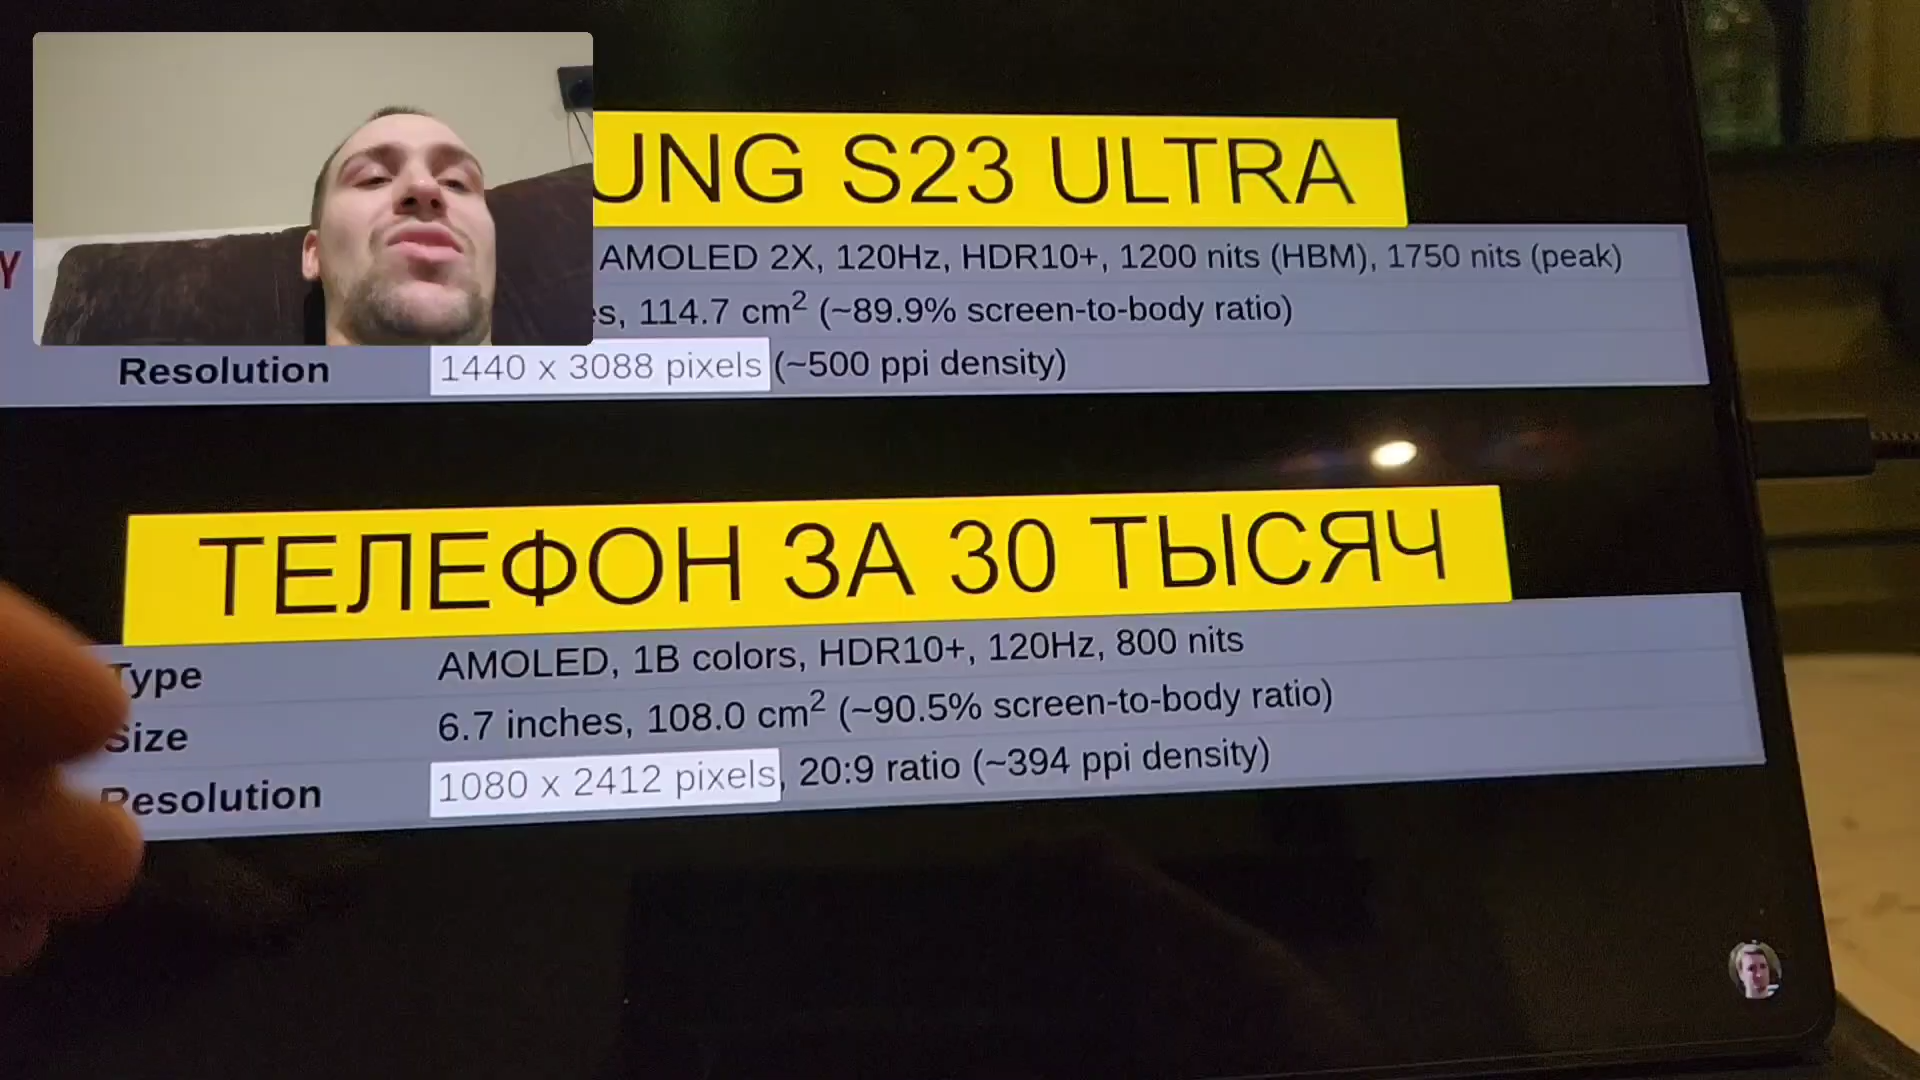 UNG S23 ULTRA
Y
AMOLED 2X, 120Hz, HDR10+, 1200 nits (HBM), 1750 nits (peak)
es, 114.7 cm² (~89.9% screen-to-body ratio)
Resolution 1440 x 3088 pixels (~500 ppi density)
ТЕЛЕФОН ЗА 30 ТЫСЯЧ
Type AMOLED, 1B colors, HDR10+, 120Hz, 800 nits
Size 6.7 inches, 108.0 cm² (~90.5% screen-to-body ratio)
Resolution 1080 x 2412 pixels, 20:9 ratio (~394 ppi density)